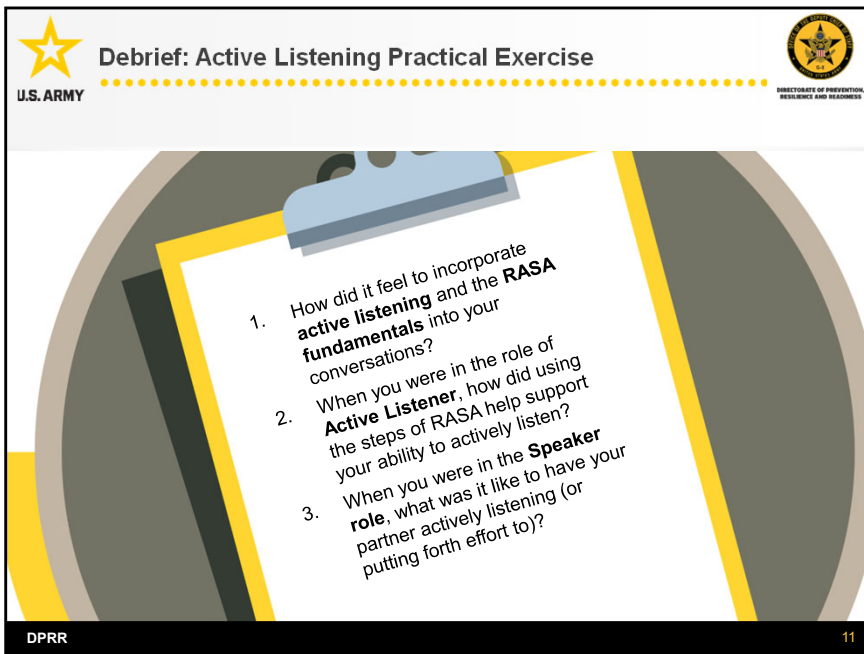 Debrief: Active Listening Practical Exercise
U.S. ARMY
DIRECTORATE OF PREVENTION,
RESILIENCE AND READINESS
1. How did it feel to incorporate
active listening and the RASA
fundamentals into your
conversations?
2. When you were in the role of
Active Listener, how did using
the steps of RASA help support
your ability to actively listen?
3. When you were in the Speaker
role, what was it like to have your
partner actively listening (or
putting forth effort to)?
DPRR
11